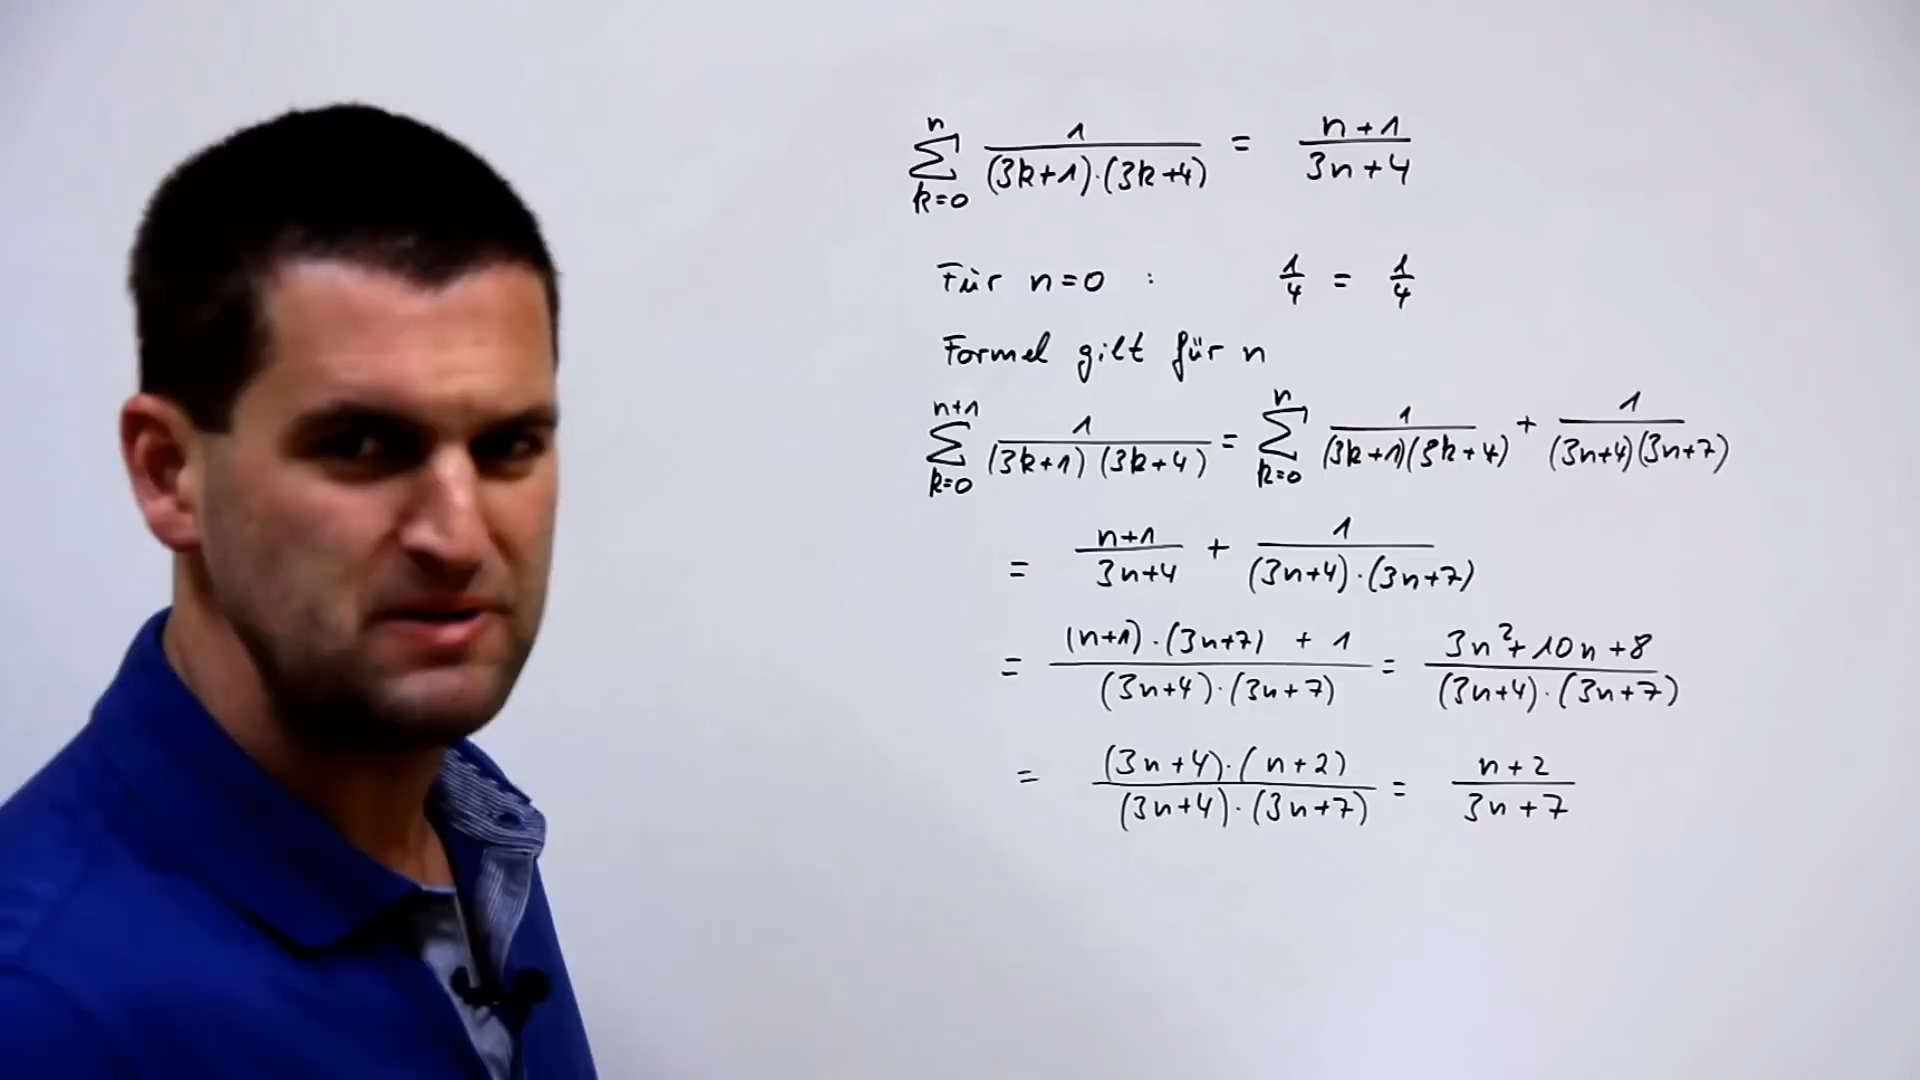 n
∑ 1/((3k+1)·(3k+4)) = (n+1)/(3n+4)
k=0
Für n=0 : 1/4 = 1/4
Formel gilt für n
n+1 n
∑ 1/((3k+1)(3k+4)) = ∑ 1/((3k+1)(3k+4)) + 1/((3n+4)(3n+7))
k=0 k=0
= (n+1)/(3n+4) + 1/((3n+4)·(3n+7))
= ((n+1)·(3n+7) + 1)/((3n+4)·(3n+7)) = (3n²+10n+8)/((3n+4)·(3n+7))
= ((3n+4)·(n+2))/((3n+4)·(3n+7)) = (n+2)/(3n+7)